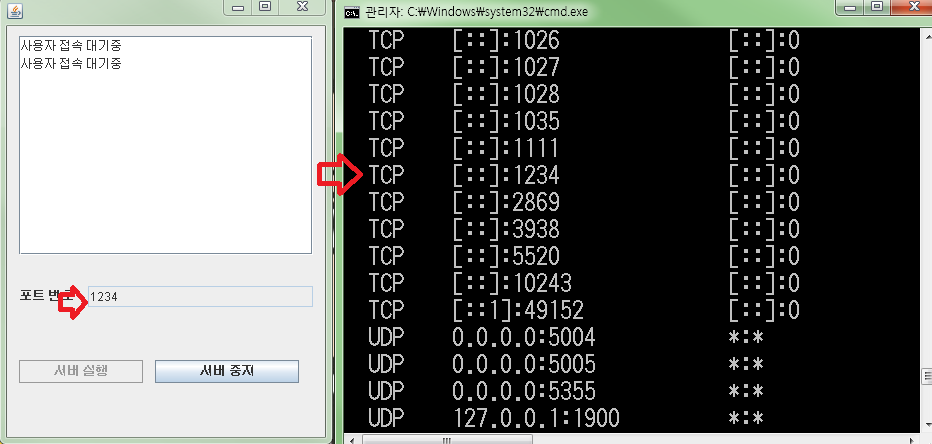 사용자 접속 대기중
사용자 접속 대기중
포트 번호
1234
서버 실행
서버 중지
관리자: C:\Windows\system32\cmd.exe
TCP [::]:1026 [::]:0
TCP [::]:1027 [::]:0
TCP [::]:1028 [::]:0
TCP [::]:1035 [::]:0
TCP [::]:1111 [::]:0
TCP [::]:1234 [::]:0
TCP [::]:2869 [::]:0
TCP [::]:3938 [::]:0
TCP [::]:5520 [::]:0
TCP [::]:10243 [::]:0
TCP [::1]:49152 [::]:0
UDP 0.0.0.0:5004 *:*
UDP 0.0.0.0:5005 *:*
UDP 0.0.0.0:5355 *:*
UDP 127.0.0.1:1900 *:*